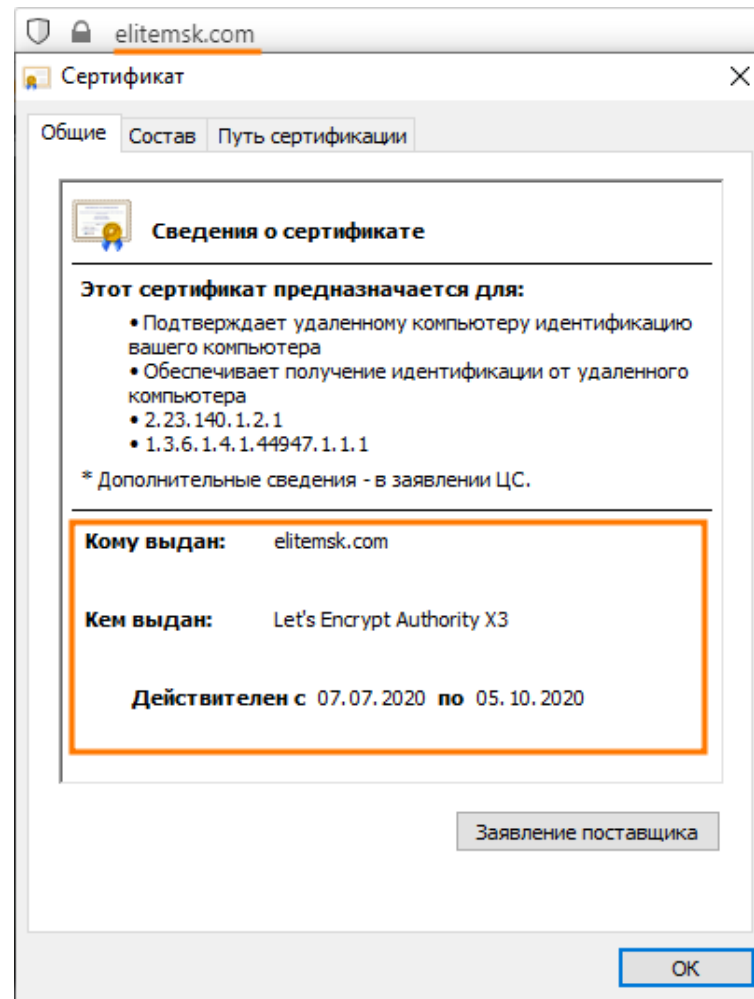 elitemsk.com
Сертификат
Общие Состав Путь сертификации
Сведения о сертификате
Этот сертификат предназначается для:
• Подтверждает удаленному компьютеру идентификацию
вашего компьютера
• Обеспечивает получение идентификации от удаленного
компьютера
• 2.23.140.1.2.1
• 1.3.6.1.4.1.44947.1.1.1
* Дополнительные сведения - в заявлении ЦС.
Кому выдан: elitemsk.com
Кем выдан: Let's Encrypt Authority X3
Действителен с 07.07.2020 по 05.10.2020
Заявление поставщика
ОК